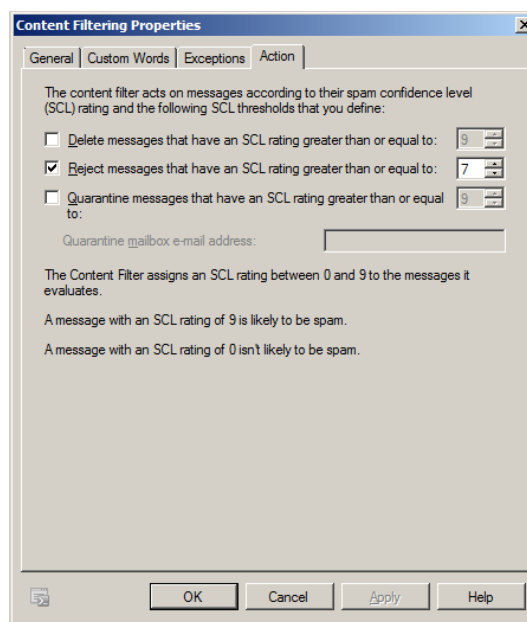 Content Filtering Properties
General Custom Words Exceptions Action
The content filter acts on messages according to their spam confidence level
(SCL) rating and the following SCL thresholds that you define:
Delete messages that have an SCL rating greater than or equal to: 9
Reject messages that have an SCL rating greater than or equal to: 7
Quarantine messages that have an SCL rating greater than or equal 9
to:
Quarantine mailbox e-mail address:
The Content Filter assigns an SCL rating between 0 and 9 to the messages it
evaluates.
A message with an SCL rating of 9 is likely to be spam.
A message with an SCL rating of 0 isn't likely to be spam.
OK Cancel Apply Help